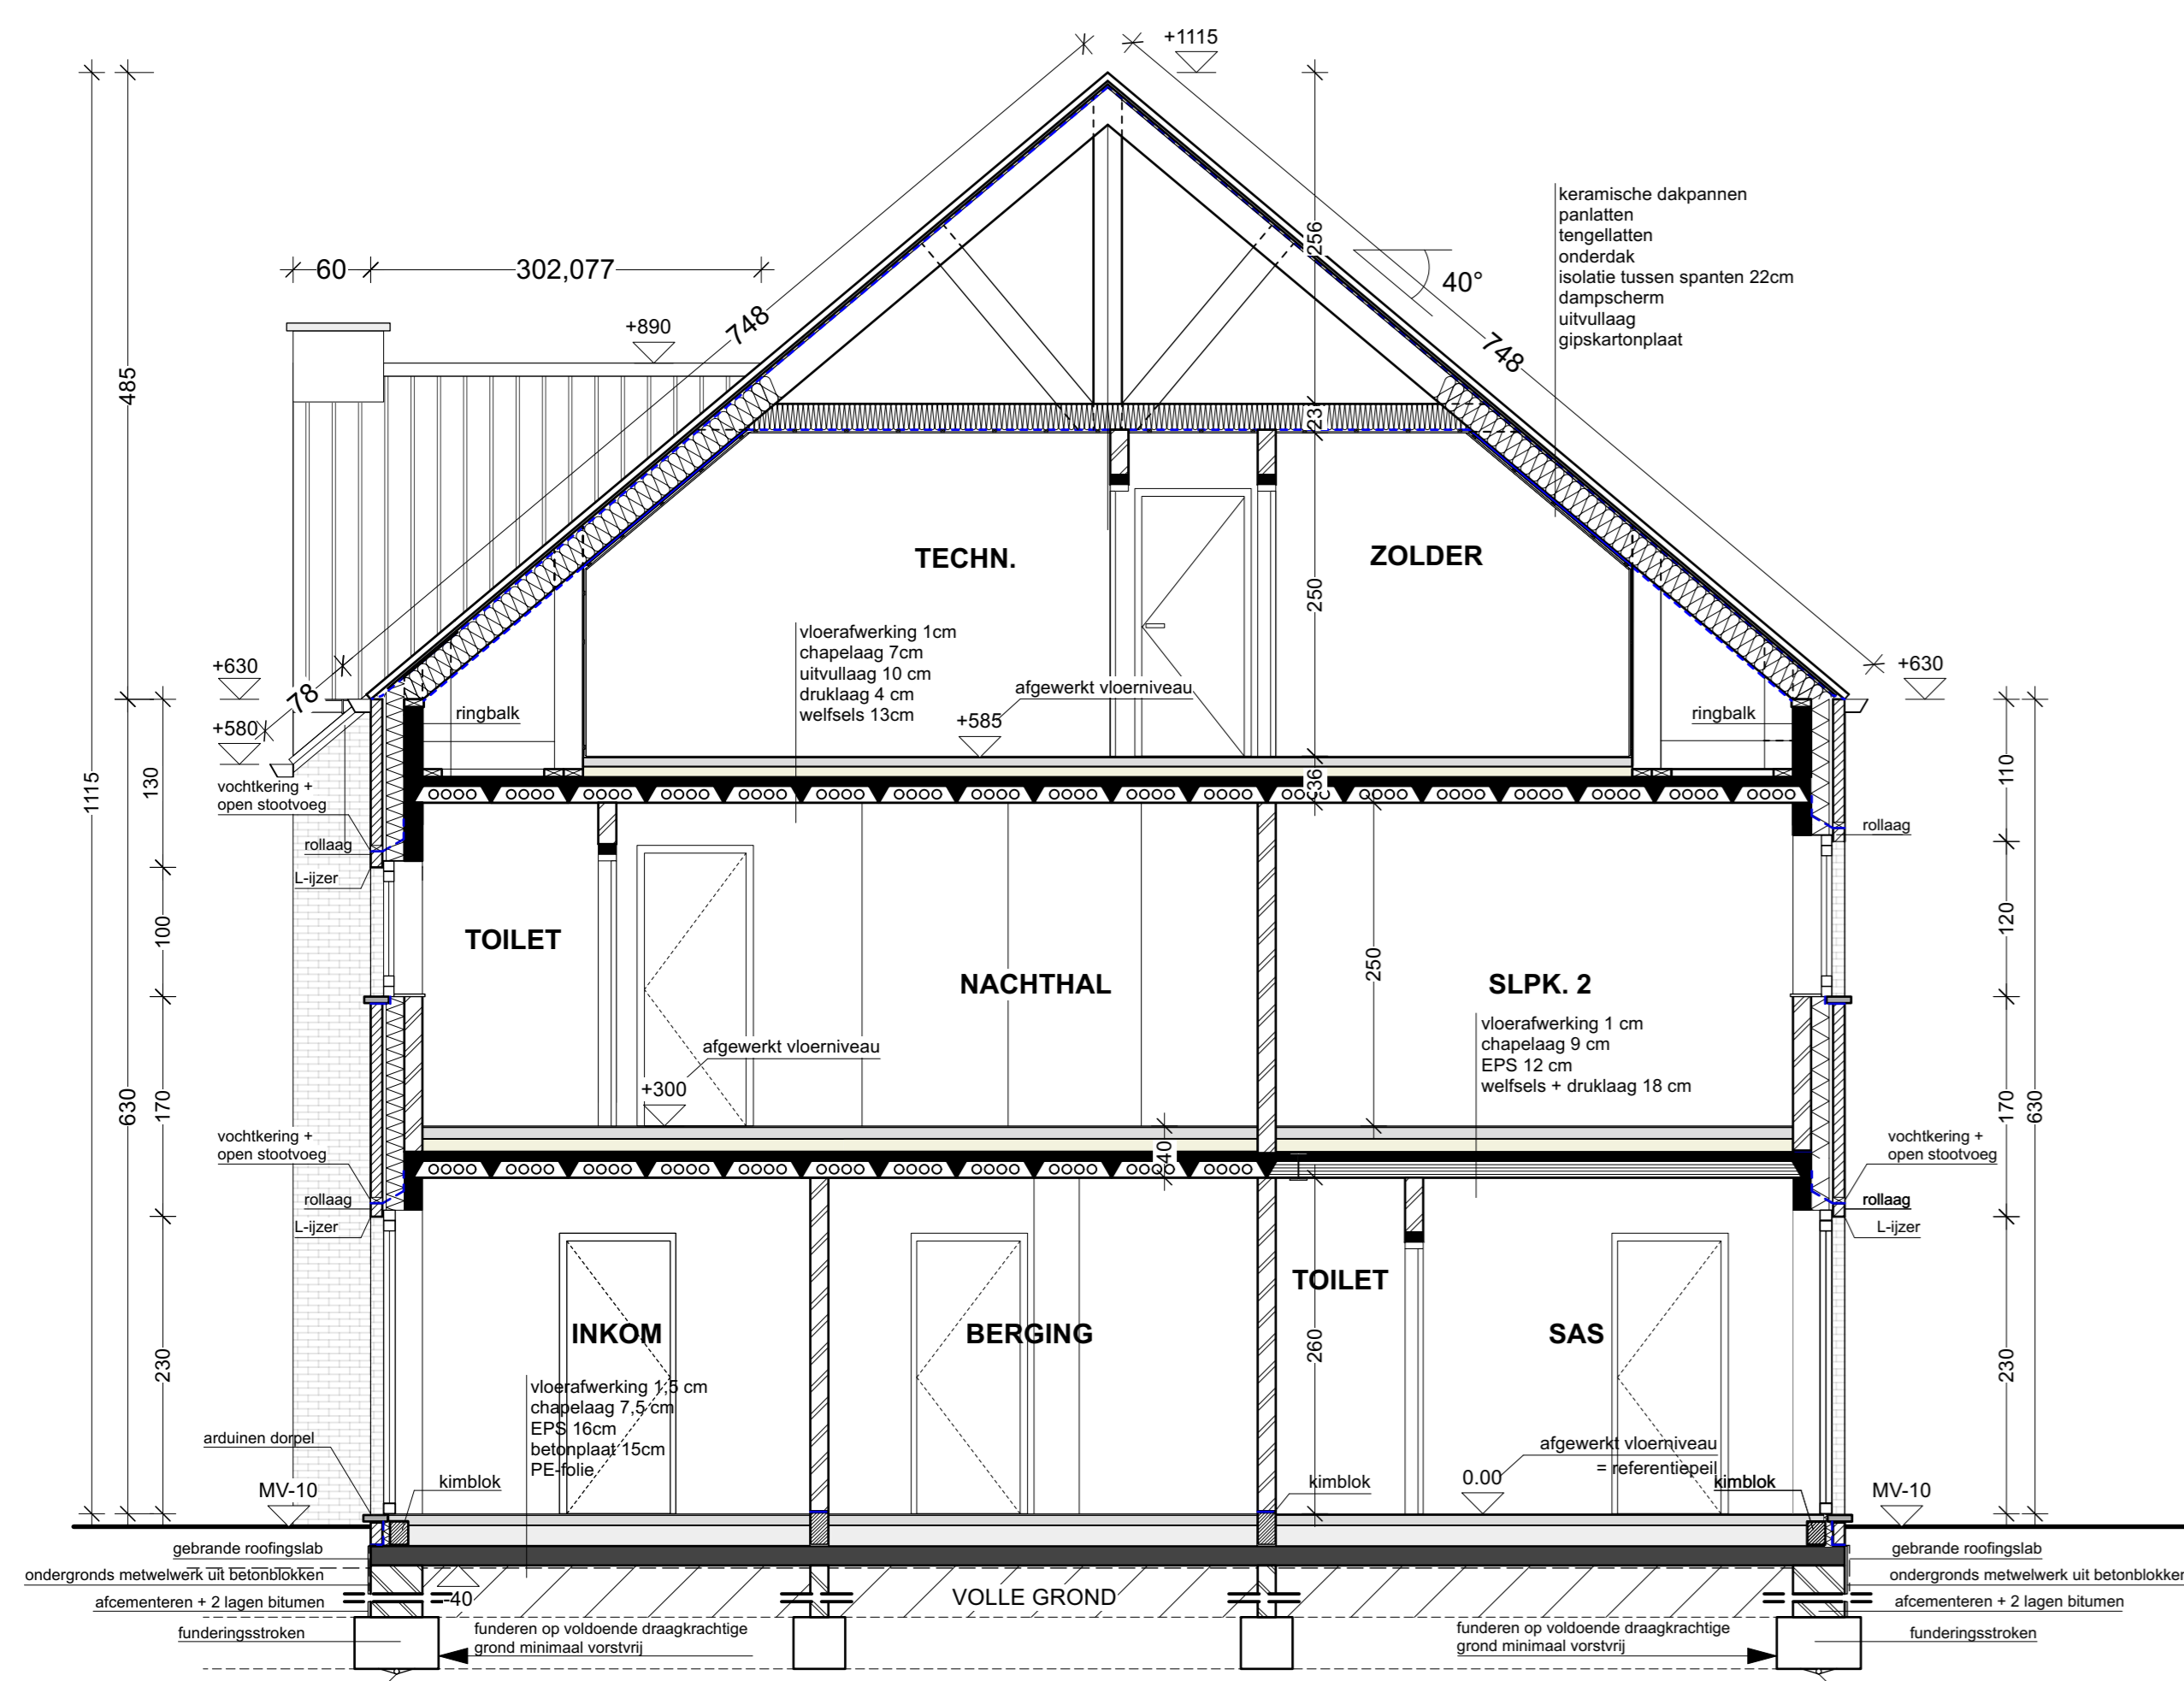 +1115
keramische dakpannen
panlatten
tengellatten
onderdak
isolatie tussen spanten 22cm
dampscherm
uitvullaag
gipskartonplaat
256
40°
60
302,077
748
748
+890
485
23
TECHN.
ZOLDER
250
vloerafwerking 1cm
chapelaag 7cm
uitvullaag 10 cm
druklaag 4 cm
welfsels 13cm
afgewerkt vloerniveau
+585
+630
78
+580
+630
ringbalk
ringbalk
1115
130
36
110
vochtkering +
open stootvoeg
rollaag
L-ijzer
rollaag
100
120
TOILET
NACHTHAL
250
SLPK. 2
vloerafwerking 1 cm
chapelaag 9 cm
EPS 12 cm
welfsels + druklaag 18 cm
afgewerkt vloerniveau
+300
630
170
170
630
vochtkering +
open stootvoeg
rollaag
L-ijzer
40
vochtkering +
open stootvoeg
rollaag
L-ijzer
TOILET
INKOM
BERGING
SAS
230
260
230
vloerafwerking 1,5 cm
chapelaag 7,5 cm
EPS 16cm
betonplaat 15cm
PE-folie
arduinen dorpel
afgewerkt vloerniveau
= referentiepeil
0.00
MV-10
kimblok
kimblok
kimblok
MV-10
gebrande roofingslab
ondergronds metwelwerk uit betonblokken
afcementeren + 2 lagen bitumen
funderingsstroken
-40
VOLLE GROND
funderen op voldoende draagkrachtige
grond minimaal vorstvrij
funderen op voldoende draagkrachtige
grond minimaal vorstvrij
gebrande roofingslab
ondergronds metwelwerk uit betonblokken
afcementeren + 2 lagen bitumen
funderingsstroken